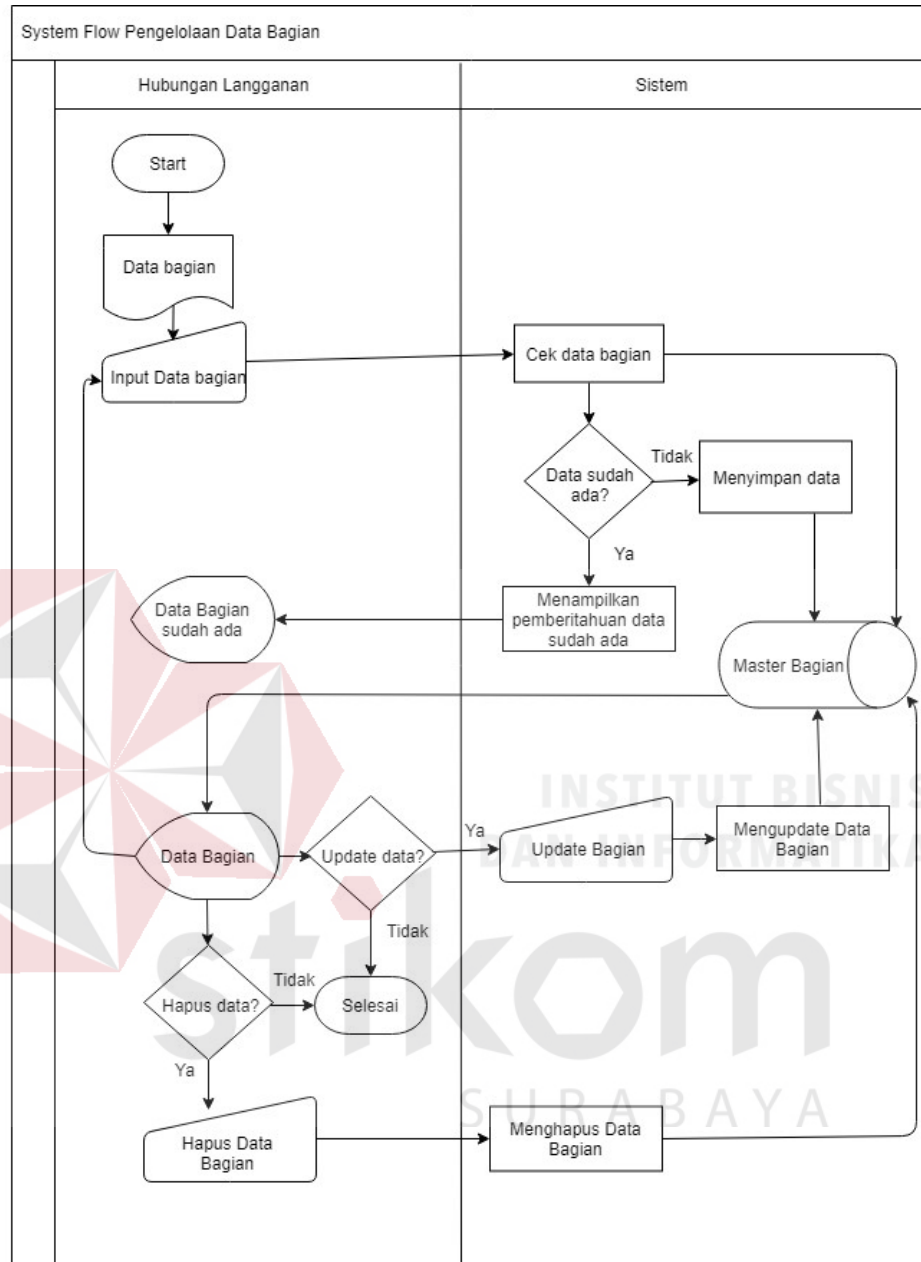 System Flow Pengelolaan Data Bagian
Hubungan Langganan
Sistem
Start
Data bagian
Input Data bagian
Cek data bagian
Data sudah
ada?
Tidak
Menyimpan data
Ya
Menampilkan
pemberitahuan data
sudah ada
Data Bagian
sudah ada
Master Bagian
INSTITUT BISNIS
DAN INFORMATIKA
Data Bagian
Update data?
Ya
Update Bagian
Mengupdate Data
Bagian
Tidak
stikom
Hapus data?
Tidak
Selesai
Ya
SURABAYA
Hapus Data
Bagian
Menghapus Data
Bagian